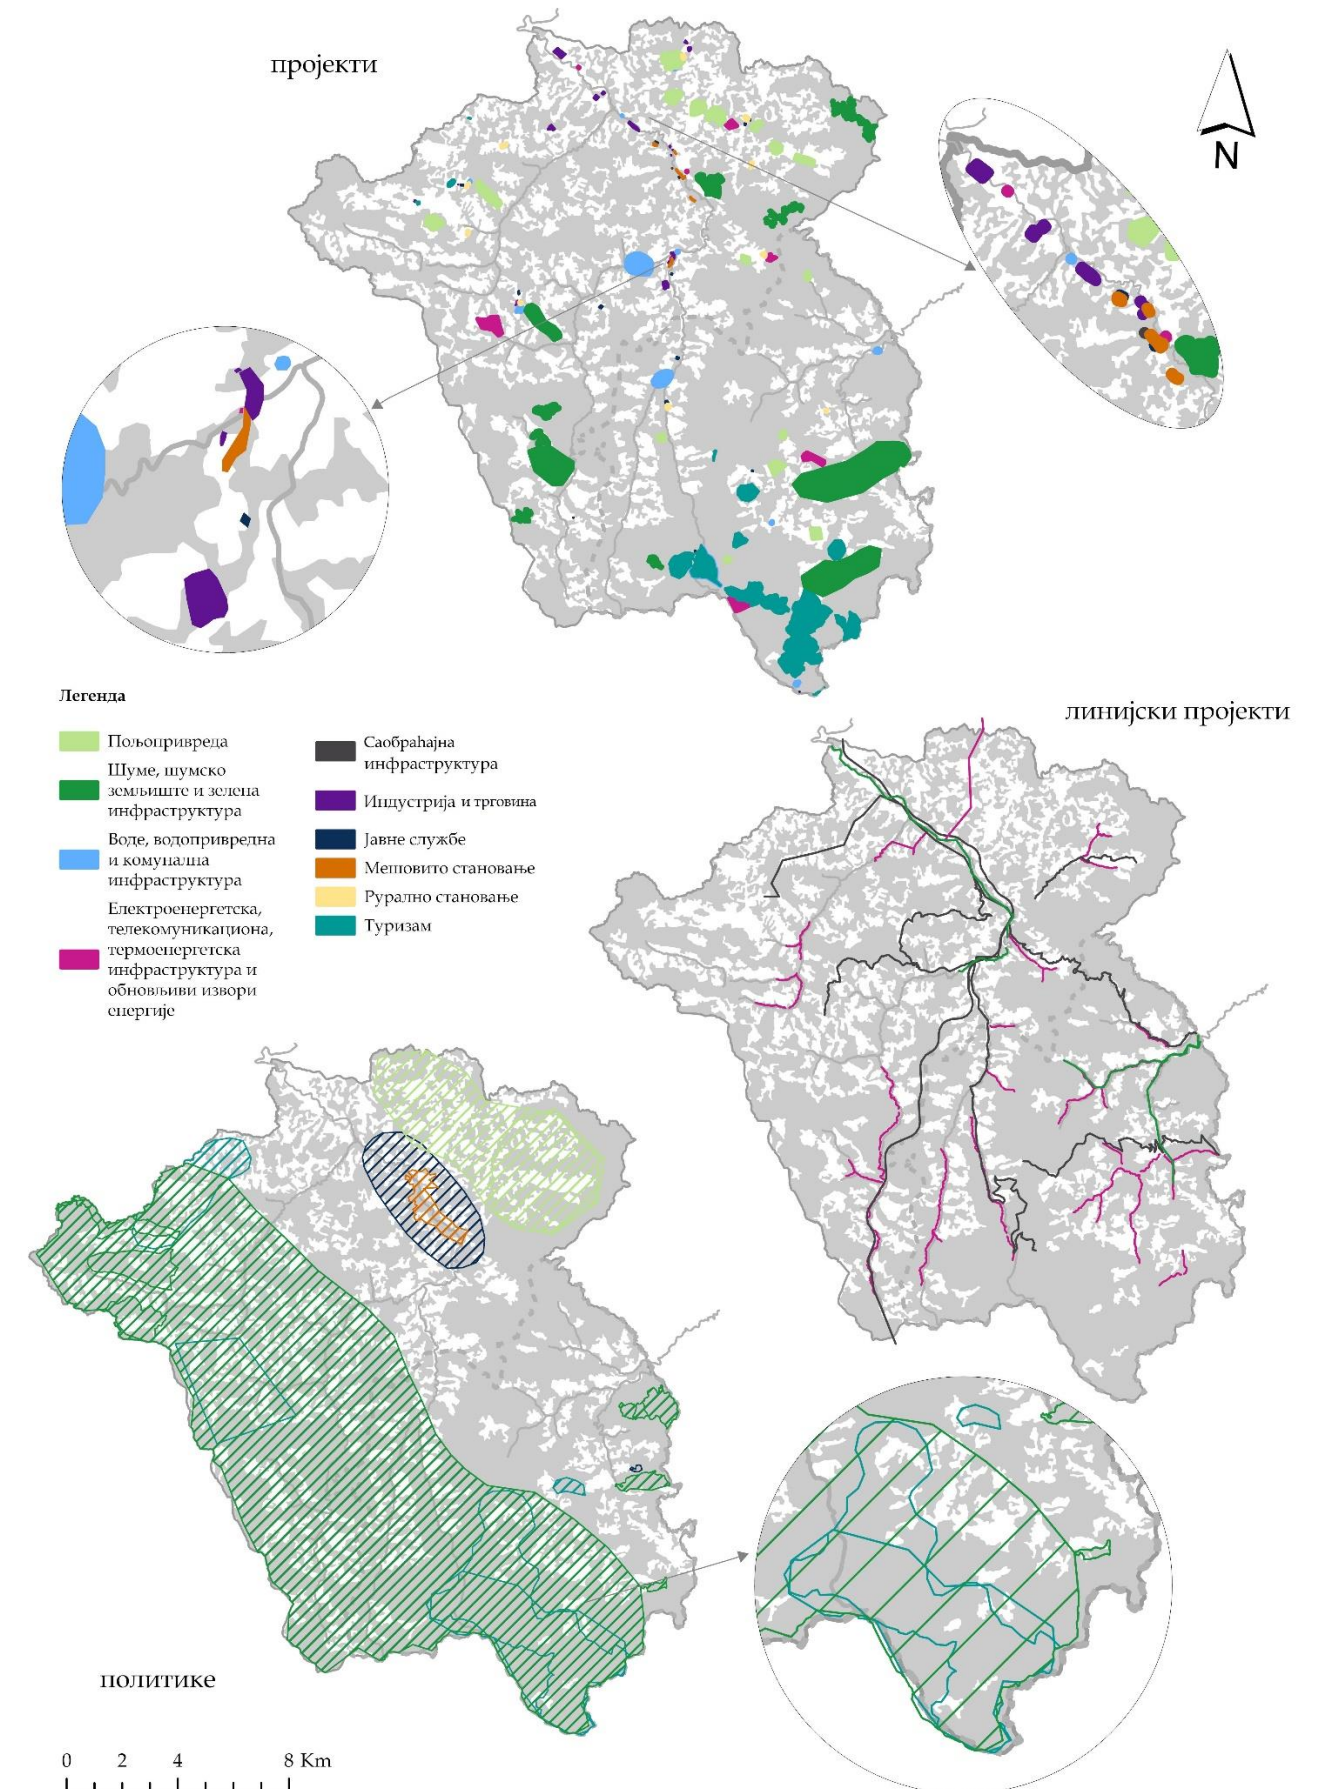 пројекти
N
Легенда
Пољопривреда
Шуме, шумско
земљиште и зелена
инфраструктура
Воде, водопривредна
и комунална
инфраструктура
Електроенергетска,
телекомуникациона,
термоенергетска
инфраструктура и
обновљиви извори
енергије
Саобраћајна
инфраструктура
Индустрија и трговина
Јавне службе
Мешовито становање
Рурално становање
Туризам
линијски пројекти
политике
0 2 4 8 Km